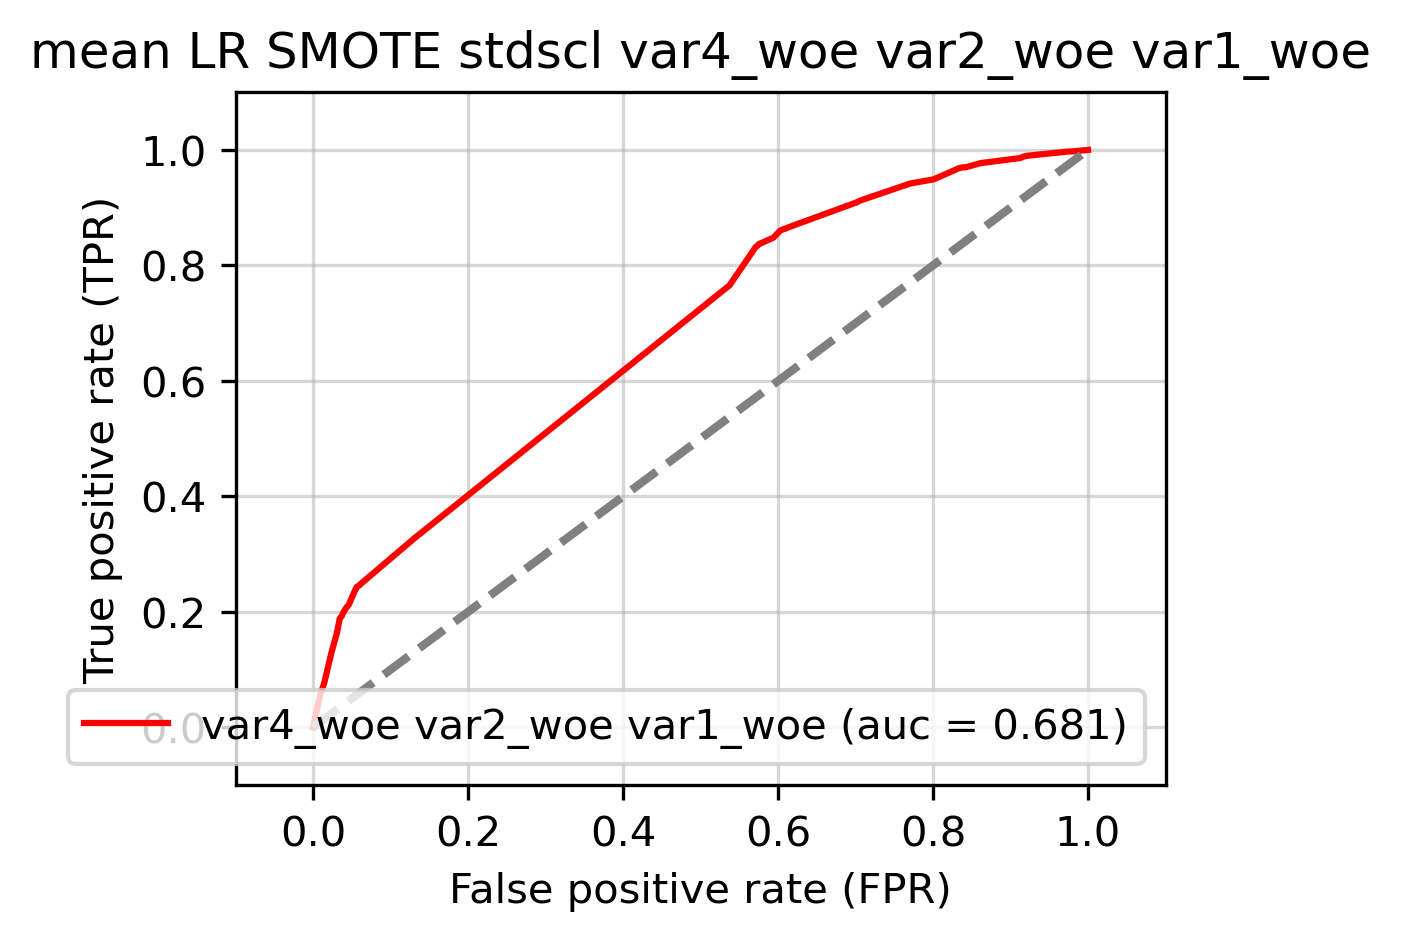 mean LR SMOTE stdscl var4_woe var2_woe var1_woe
True positive rate (TPR)
1.0
0.8
0.6
0.4
0.2
0.0
var4_woe var2_woe var1_woe (auc = 0.681)
0.0 0.2 0.4 0.6 0.8 1.0
False positive rate (FPR)